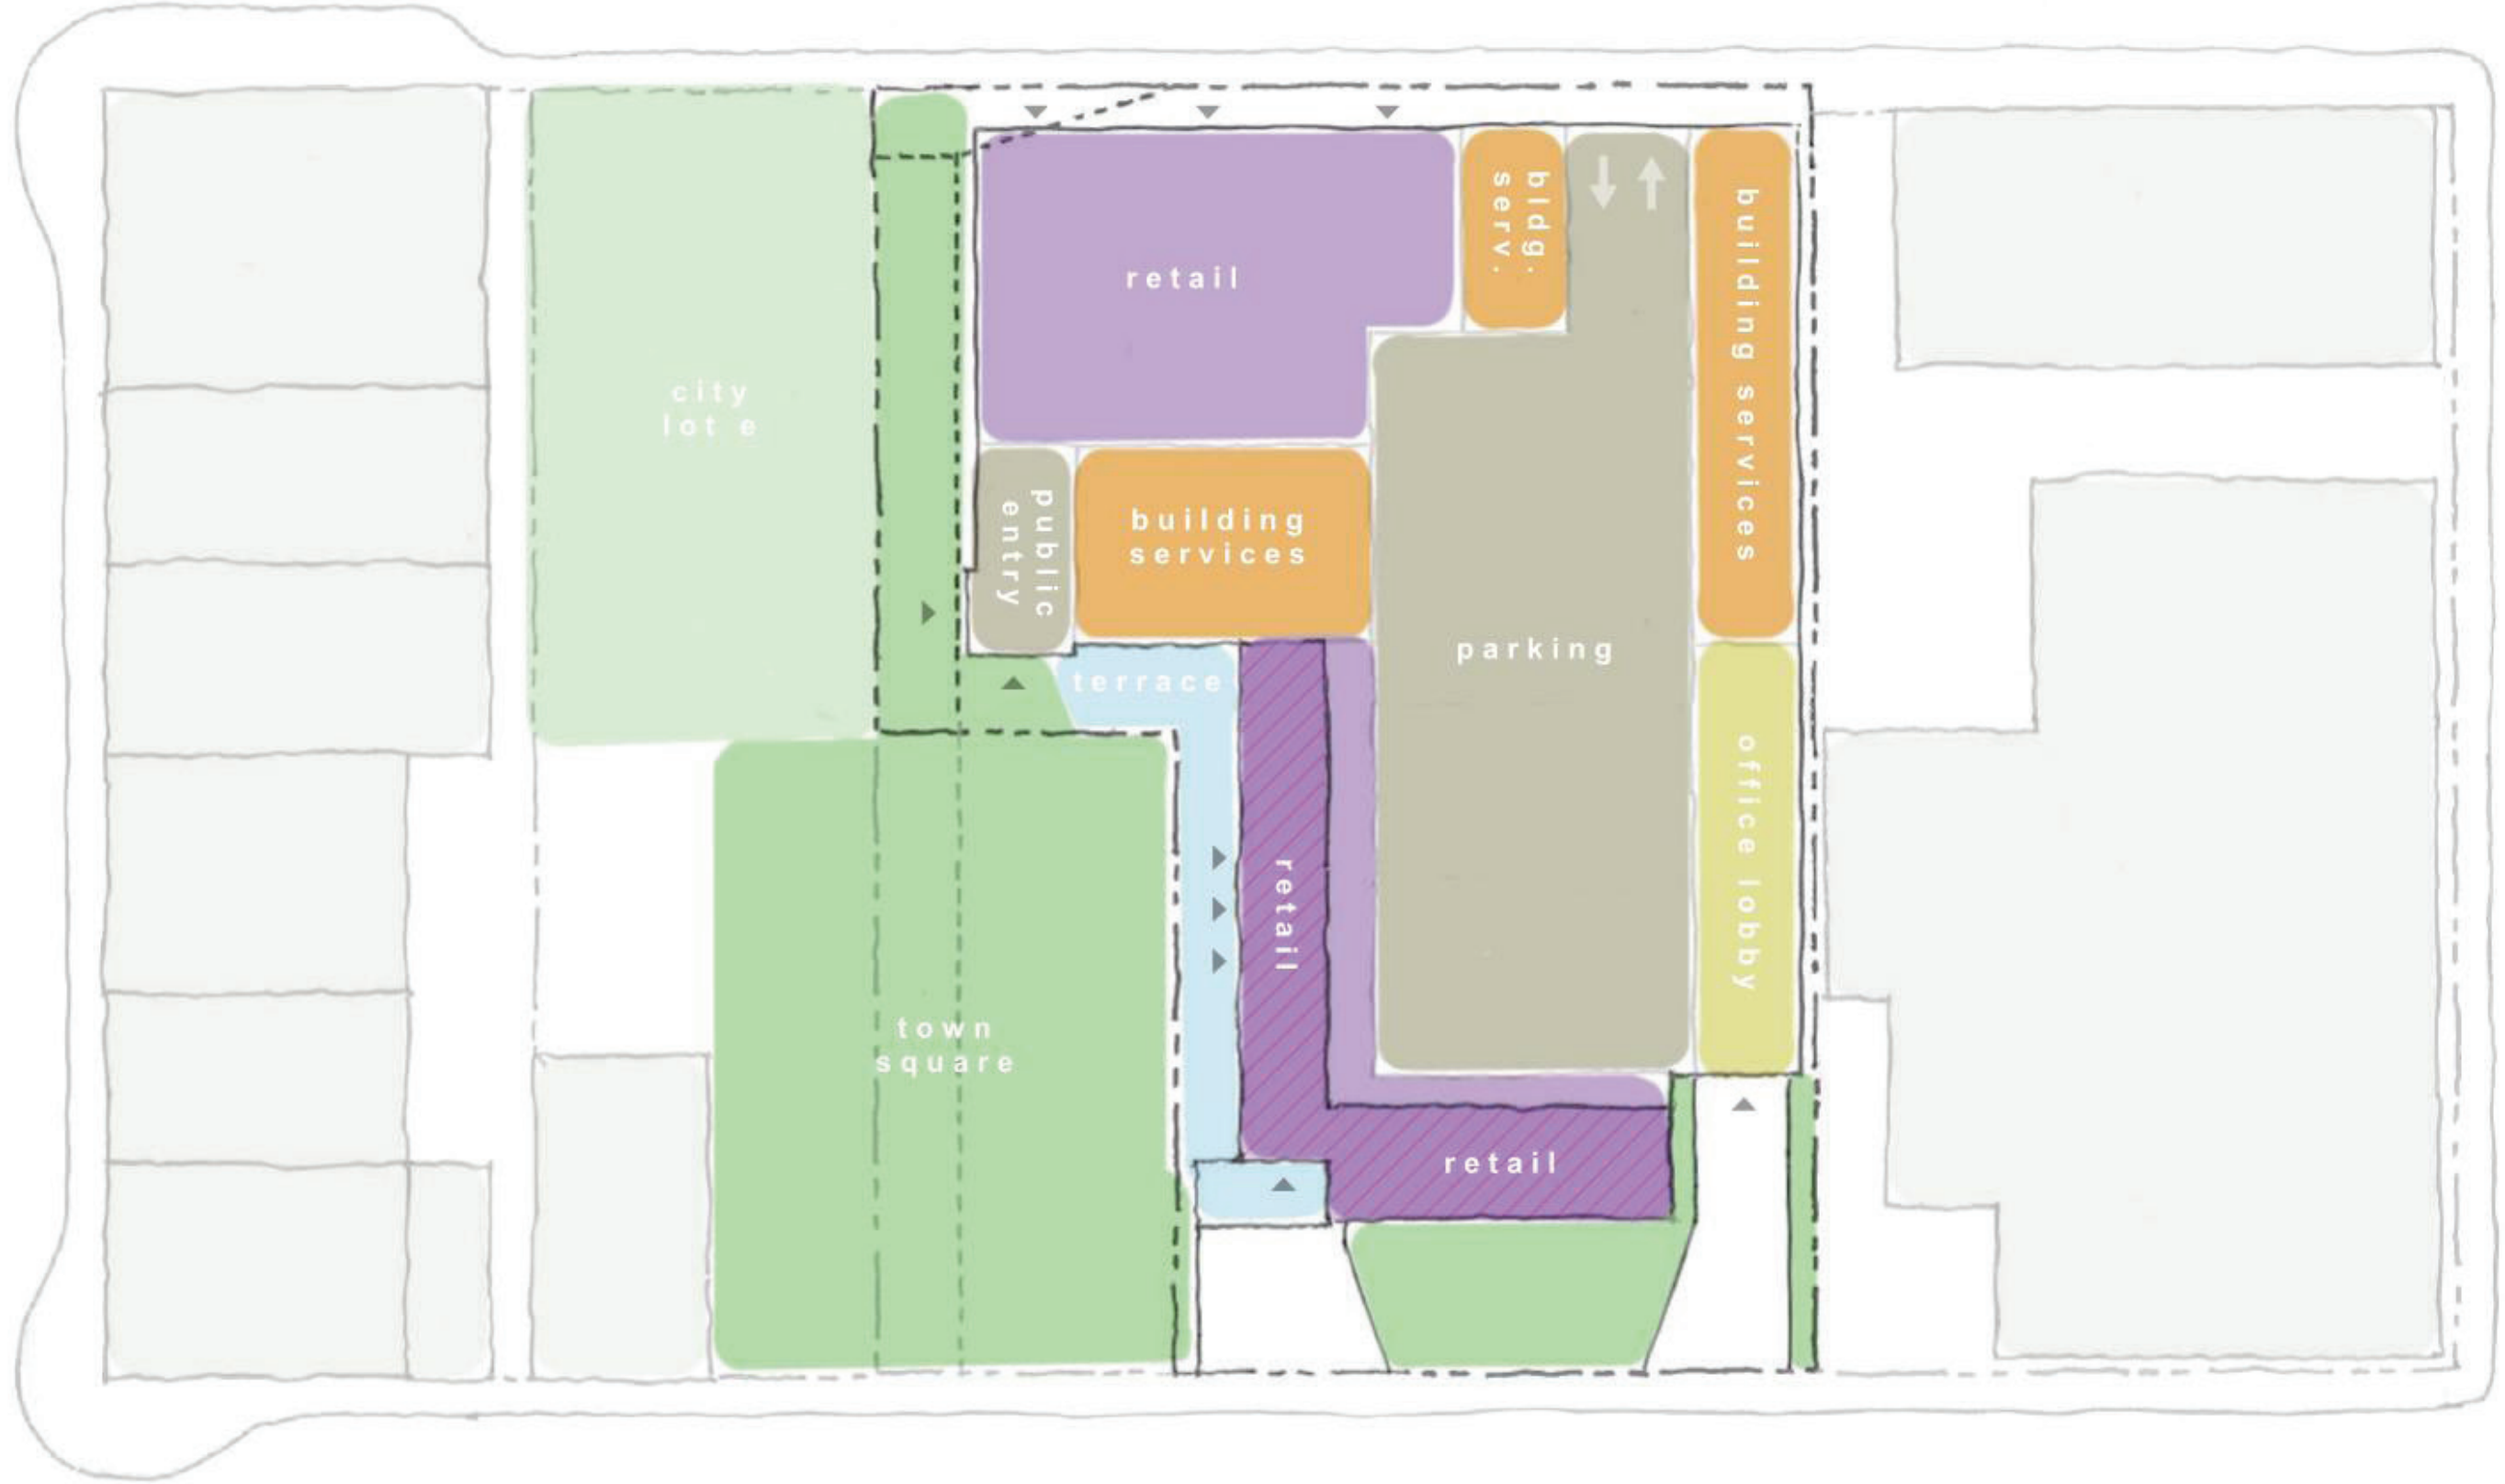 bldg.
serv.
building services
retail
city
lot e
public
entry
building
services
parking
terrace
office lobby
retail
town
square
retail